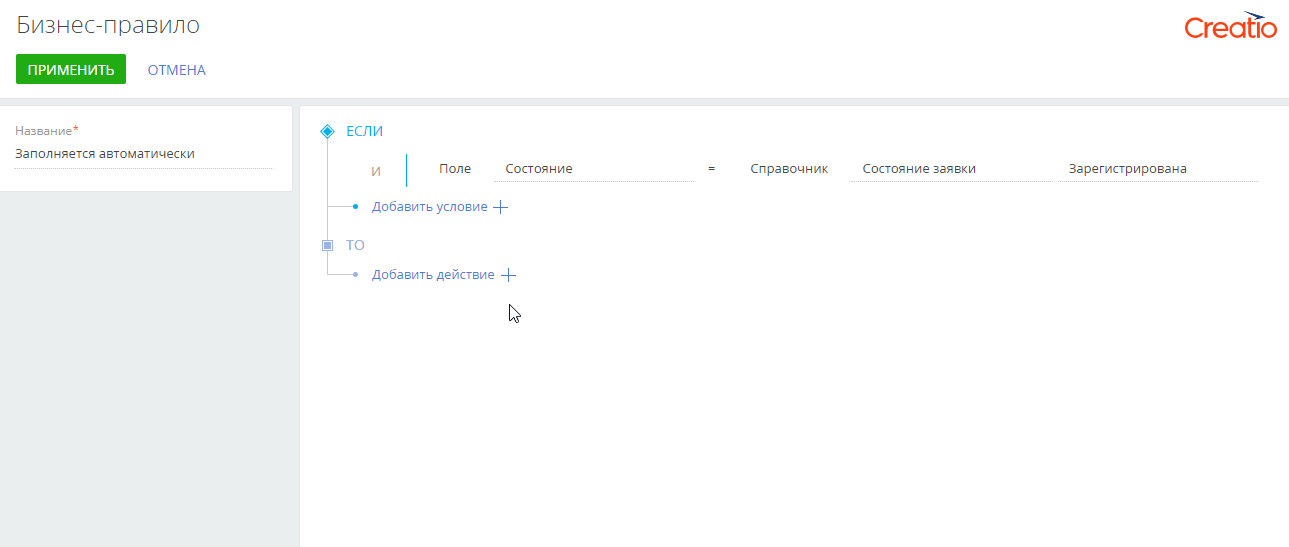 Бизнес-правило
Creatio
ПРИМЕНИТЬ ОТМЕНА
Название*
Заполняется автоматически
ЕСЛИ
И Поле Состояние = Справочник Состояние заявки Зарегистрирована
Добавить условие
ТО
Добавить действие